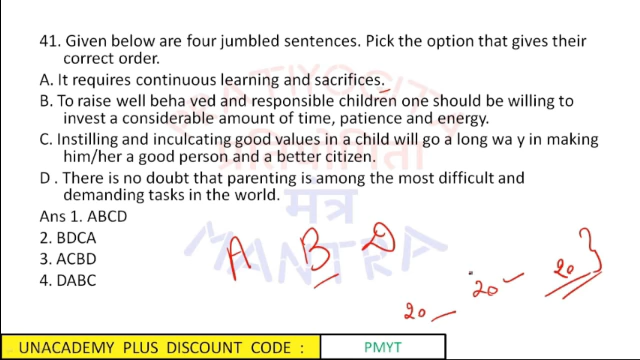 41. Given below are four jumbled sentences. Pick the option that gives their
correct order.
A. It requires continuous learning and sacrifices.
B. To raise well beha ved and responsible children one should be willing to
invest a considerable amount of time, patience and energy.
C. Instilling and inculcating good values in a child will go a long wa y in making
him/her a good person and a better citizen.
D . There is no doubt that parenting is among the most difficult and
demanding tasks in the world.
Ans 1. ABCD
2. BDCA
3. ACBD
4. DABC
A B D
20 20 20
PRATIYOGITA
प्रतियोगिता
मंत्र
MANTRA
UNACADEMY PLUS DISCOUNT CODE : PMYT